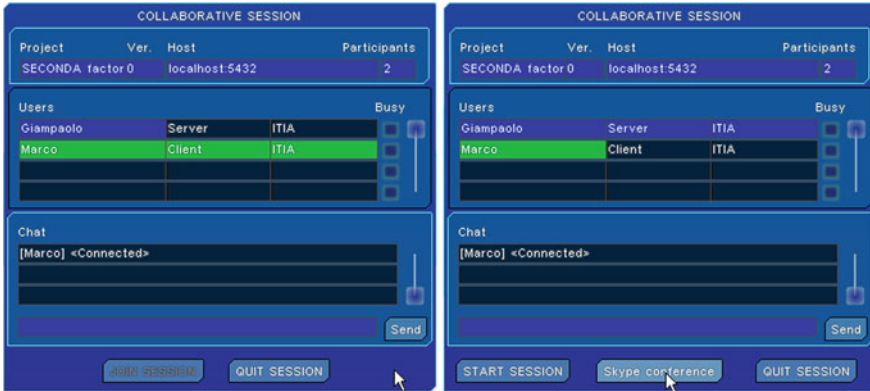 COLLABORATIVE SESSION
Project Ver. Host Participants
SECONDA factor 0 localhost:5432 2
Users Busy
Giampaolo Server ITIA
Marco Client ITIA
Chat
[Marco] <Connected>
Send
JOIN SESSION QUIT SESSION
COLLABORATIVE SESSION
Project Ver. Host Participants
SECONDA factor 0 localhost:5432 2
Users Busy
Giampaolo Server ITIA
Marco Client ITIA
Chat
[Marco] <Connected>
Send
START SESSION Skype conference QUIT SESSION